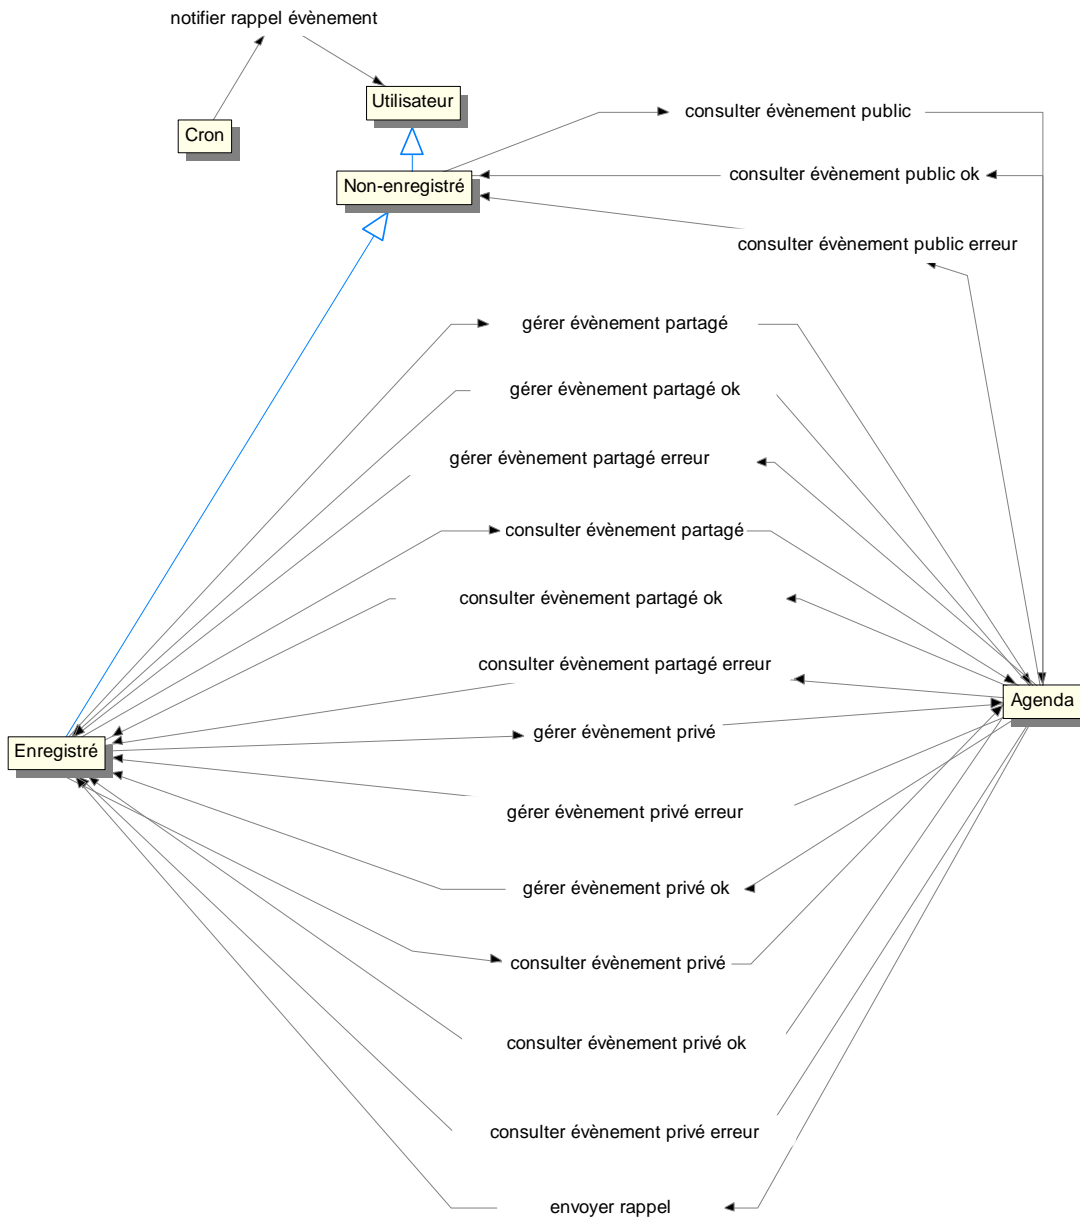 notifier rappel évènement
Utilisateur
consulter évènement public
Cron
consulter évènement public ok
Non-enregistré
consulter évènement public erreur
gérer évènement partagé
gérer évènement partagé ok
gérer évènement partagé erreur
consulter évènement partagé
consulter évènement partagé ok
consulter évènement partagé erreur
Agenda
gérer évènement privé
Enregistré
gérer évènement privé erreur
gérer évènement privé ok
consulter évènement privé
consulter évènement privé ok
consulter évènement privé erreur
envoyer rappel